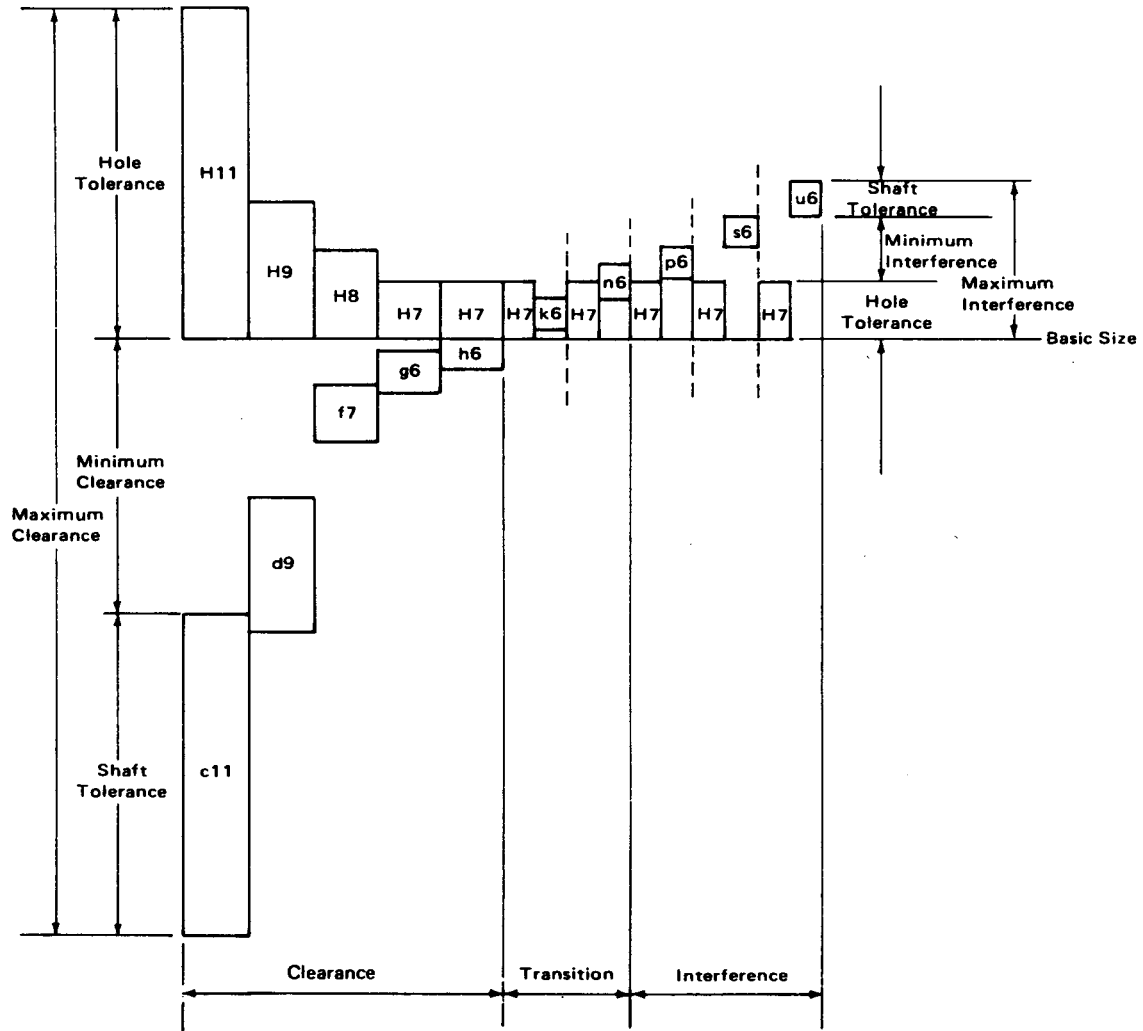 Hole
Tolerance
H11
H9
H8
H7
H7
H7
k6
H7
n6
H7
p6
H7
s6
H7
u6
Shaft
Tolerance
Minimum
Interference
Maximum
Interference
Hole
Tolerance
Basic Size
h6
g6
f7
Minimum
Clearance
Maximum
Clearance
d9
c11
Shaft
Tolerance
Clearance
Transition
Interference